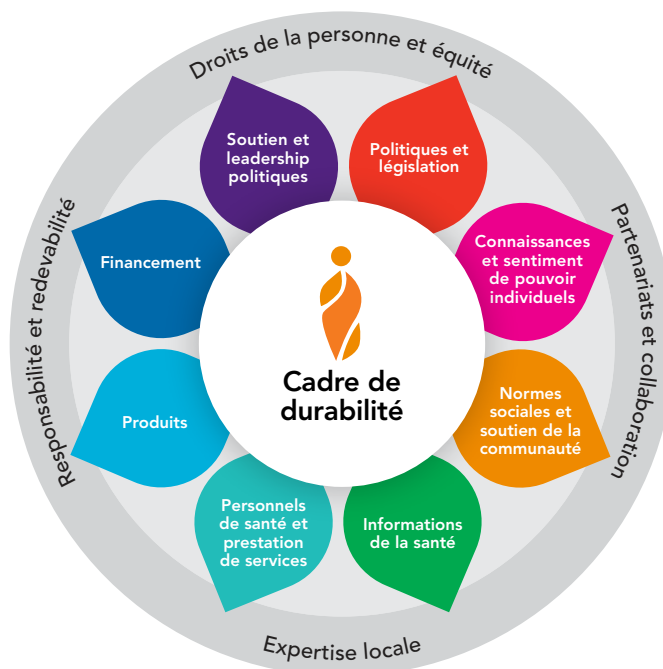 Droits de la personne et équité
Soutien et
leadership
politiques
Politiques et
législation
Connaissances
et sentiment
de pouvoir
individuels
Normes
sociales et
soutien de la
communauté
Informations
de la santé
Personnels
de santé et
prestation
de services
Produits
Financement
Cadre de
durabilité
Partenariats et collaboration
Expertise locale
Responsabilité et redevabilité